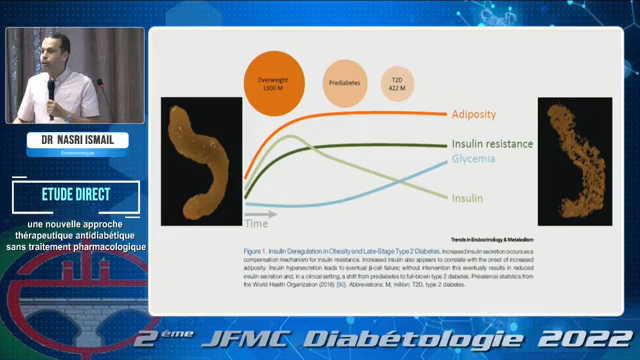 DR NASRI ISMAIL
ETUDE DIRECT
une nouvelle approche
thérapeutique antidiabétique
sans traitement pharmacologique
Overweight
1900 M
Prediabetes
T2D
422 M
Adiposity
Insulin resistance
Glycemia
Insulin
Time
Trends in Endocrinology & Metabolism
Figure 1. Insulin Deregulation in Obesity and Late-Stage Type 2 Diabetes. Increased insulin secretion occurs as a
compensation mechanism for insulin resistance. Increased insulin also appears to correlate with the onset of increased
adiposity. Insulin hypersecretion leads to eventual β-cell failure; without intervention this eventually results in reduced
insulin secretion and, in a clinical setting, a shift from prediabetes to full-blown type 2 diabetes. Prevalence statistics from
the World Health Organization (2016) [90]. Abbreviations: M, million; T2D, type 2 diabetes.
2ème JFMC Diabétologie 2022